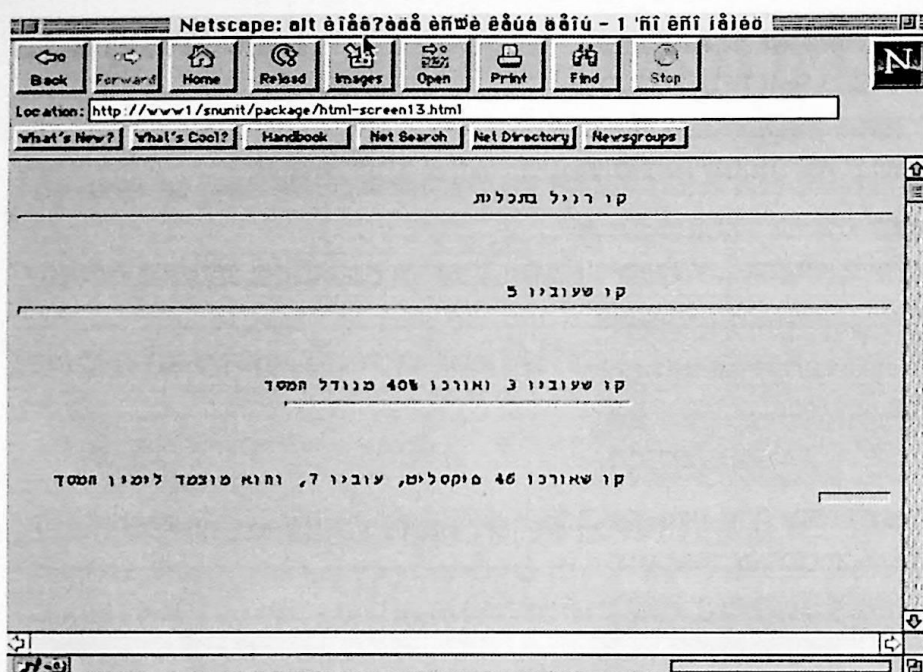 Netscape: alt - 1
Back Forward Home Reload Images Open Print Find Stop
N
Location: http://www1/snunit/package/html-screen13.html
What's New? What's Cool? Handbook Net Search Net Directory Newsgroups
קו רגיל בתכלית
קו שעוביו 5
קו שעוביו 3 ואורכו 40% מגודל המסך
קו שאורכו 46 פיקסלים, עוביו 7, והוא מוצמד לימין המסך